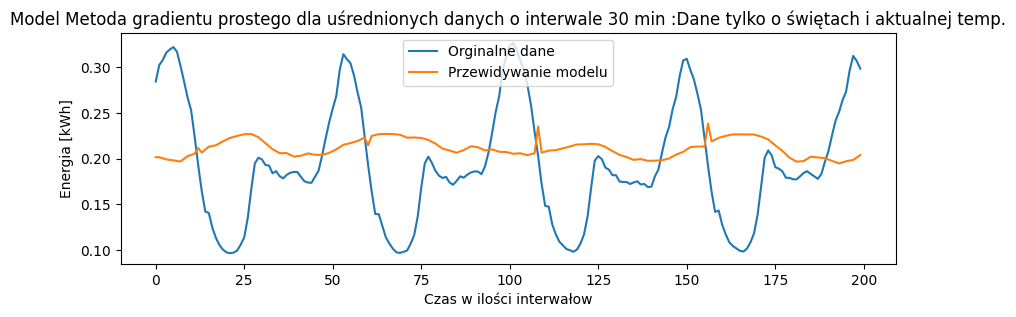 Model Metoda gradientu prostego dla uśrednionych danych o interwale 30 min :Dane tylko o świętach i aktualnej temp.
Orginalne dane
Przewidywanie modelu
Energia [kWh]
0.30
0.25
0.20
0.15
0.10
0 25 50 75 100 125 150 175 200
Czas w ilości interwałow